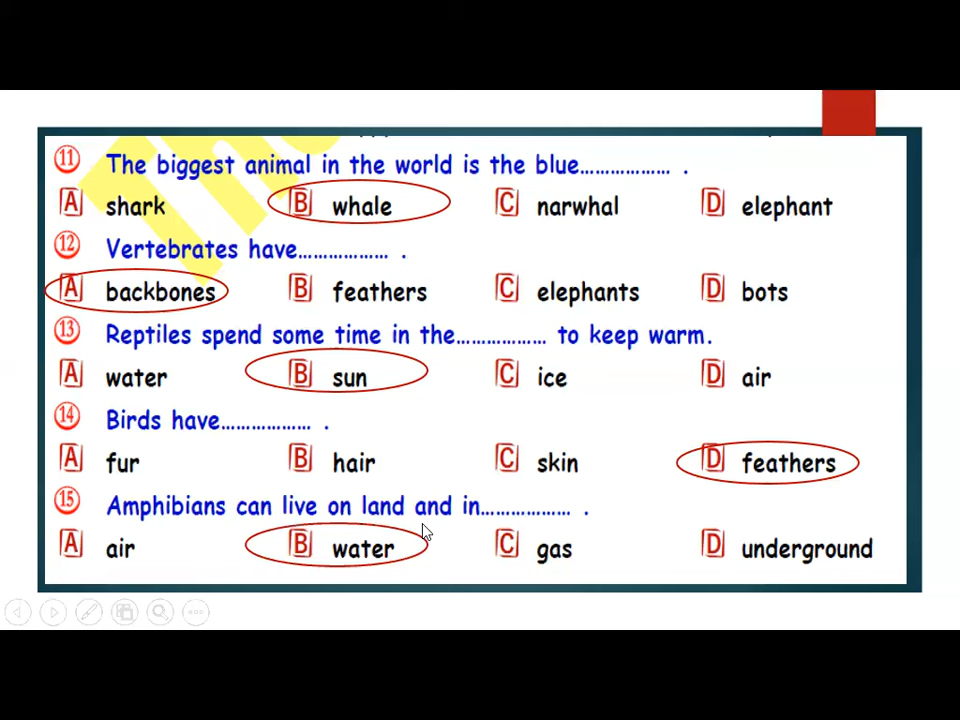 ⑪ The biggest animal in the world is the blue.................. .
A shark B whale C narwhal D elephant
⑫ Vertebrates have.................. .
A backbones B feathers C elephants D bots
⑬ Reptiles spend some time in the.................. to keep warm.
A water B sun C ice D air
⑭ Birds have.................. .
A fur B hair C skin D feathers
⑮ Amphibians can live on land and in.................. .
A air B water C gas D underground